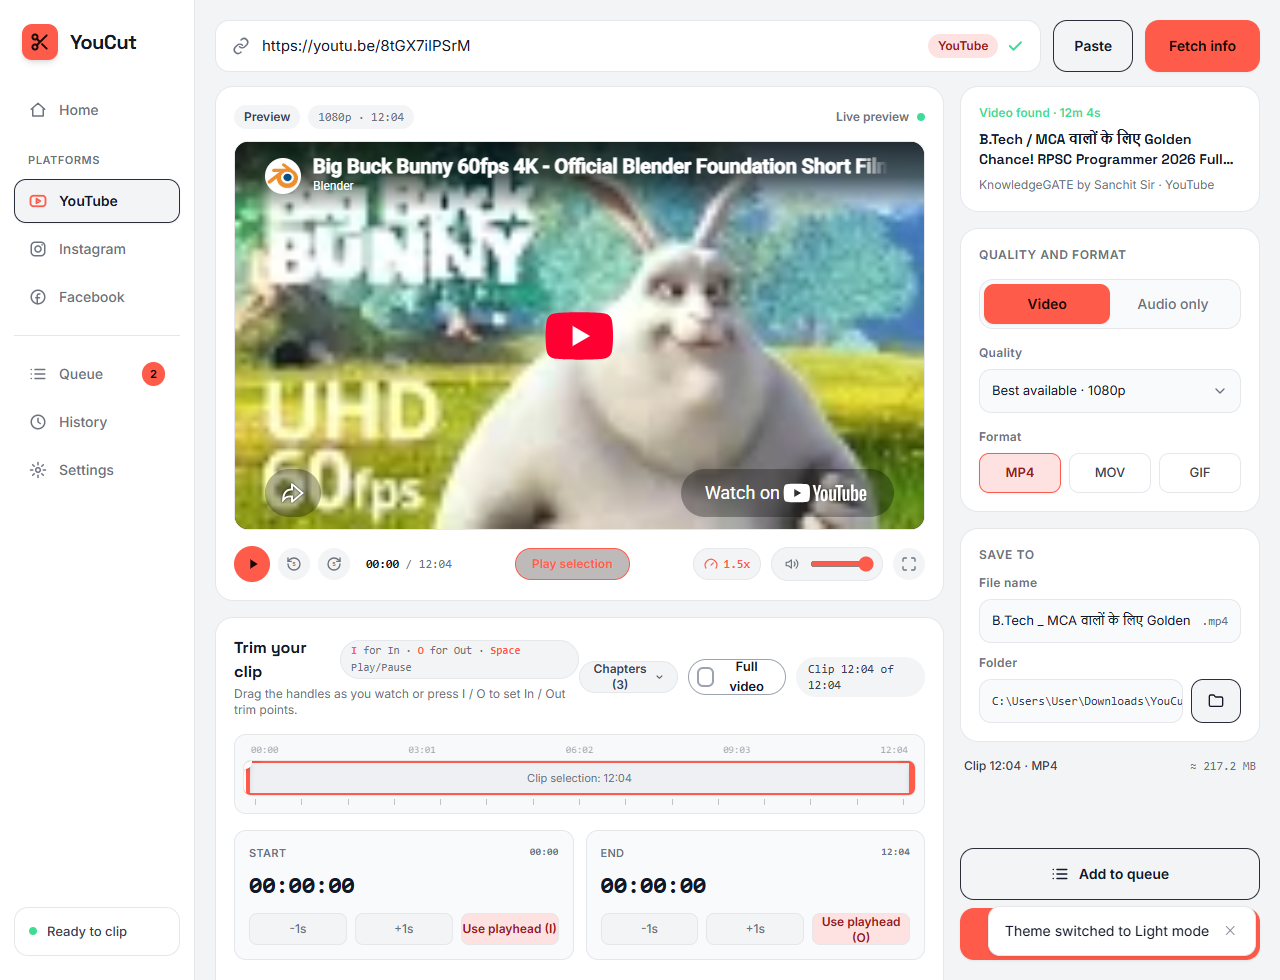 YouCut
https://youtu.be/8tGX7ilPSrM
YouTube
Paste
Fetch info
Home
PLATFORMS
YouTube
Instagram
Facebook
Queue
2
History
Settings
Ready to clip
Preview
1080p · 12:04
Live preview
Big Buck Bunny 60fps 4K - Official Blender Foundation Short Film
Blender
BIG BUCK
BUNNY
UHD
60fps
Watch on YouTube
00:00 / 12:04
Play selection
1.5x
Trim your
clip
I for In · O for Out · Space
Play/Pause
Drag the handles as you watch or press I / O to set In / Out
trim points.
Chapters
(3)
Full
video
Clip 12:04 of
12:04
00:00
03:01
06:02
09:03
12:04
Clip selection: 12:04
START
00:00
00:00:00
-1s
+1s
Use playhead (I)
END
12:04
00:00:00
-1s
+1s
Use playhead
(O)
Video found · 12m 4s
B.Tech / MCA वालों के लिए Golden
Chance! RPSC Programmer 2026 Full...
KnowledgeGATE by Sanchit Sir · YouTube
QUALITY AND FORMAT
Video
Audio only
Quality
Best available · 1080p
Format
MP4
MOV
GIF
SAVE TO
File name
B.Tech _ MCA वालों के लिए Golden
.mp4
Folder
C:\Users\User\Downloads\YouCu
Clip 12:04 · MP4
≈ 217.2 MB
Add to queue
Theme switched to Light mode